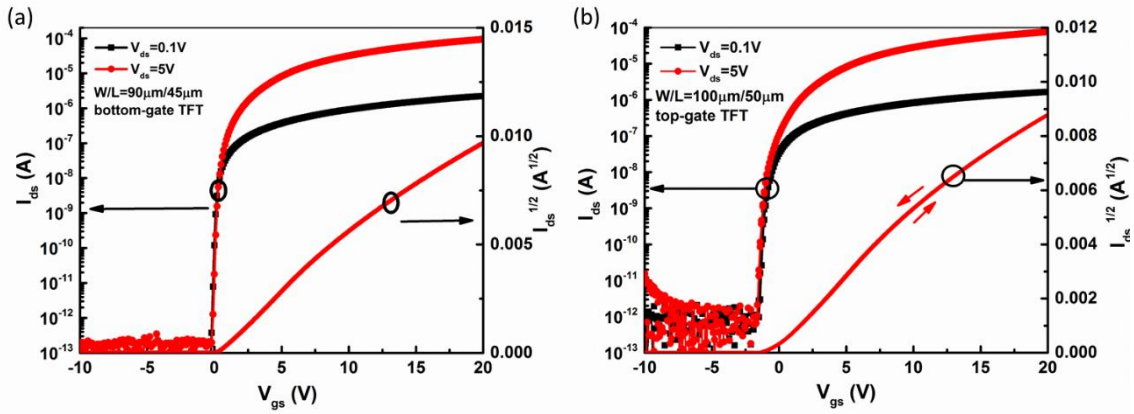 (a)
V_ds=0.1V
V_ds=5V
W/L=90μm/45μm
bottom-gate TFT
10^-4
10^-5
10^-6
10^-7
10^-8
10^-9
10^-10
10^-11
10^-12
10^-13
I_ds (A)
0.015
0.010
0.005
0.000
I_ds^1/2 (A^1/2)
-10 -5 0 5 10 15 20
V_gs (V)
(b)
V_ds=0.1V
V_ds=5V
W/L=100μm/50μm
top-gate TFT
10^-4
10^-5
10^-6
10^-7
10^-8
10^-9
10^-10
10^-11
10^-12
10^-13
I_ds (A)
0.012
0.010
0.008
0.006
0.004
0.002
0.000
I_ds^1/2 (A^1/2)
-10 -5 0 5 10 15 20
V_gs (V)